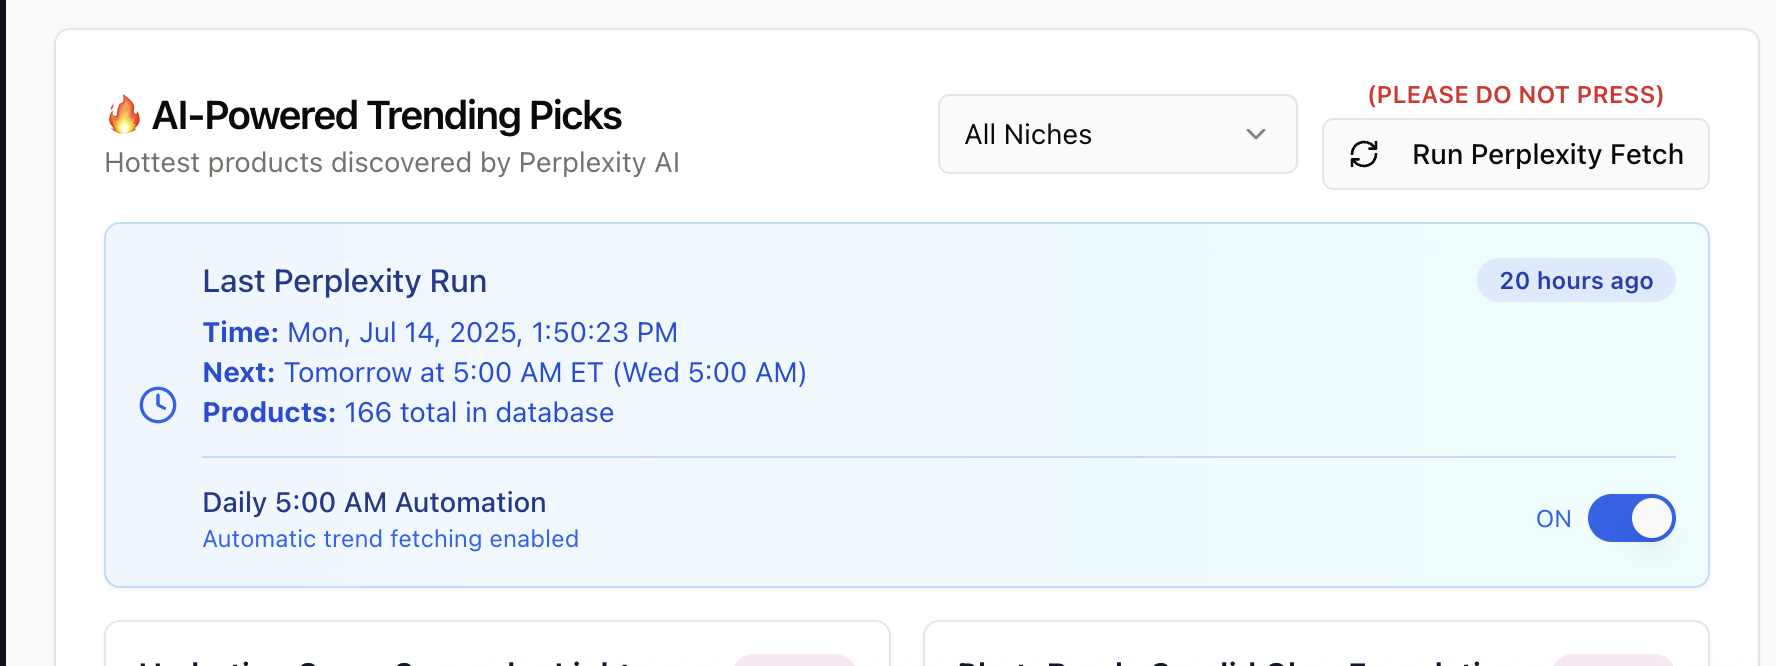 🔥 AI-Powered Trending Picks
Hottest products discovered by Perplexity AI
All Niches
(PLEASE DO NOT PRESS)
Run Perplexity Fetch
Last Perplexity Run
20 hours ago
Time: Mon, Jul 14, 2025, 1:50:23 PM
Next: Tomorrow at 5:00 AM ET (Wed 5:00 AM)
Products: 166 total in database
Daily 5:00 AM Automation
Automatic trend fetching enabled
ON